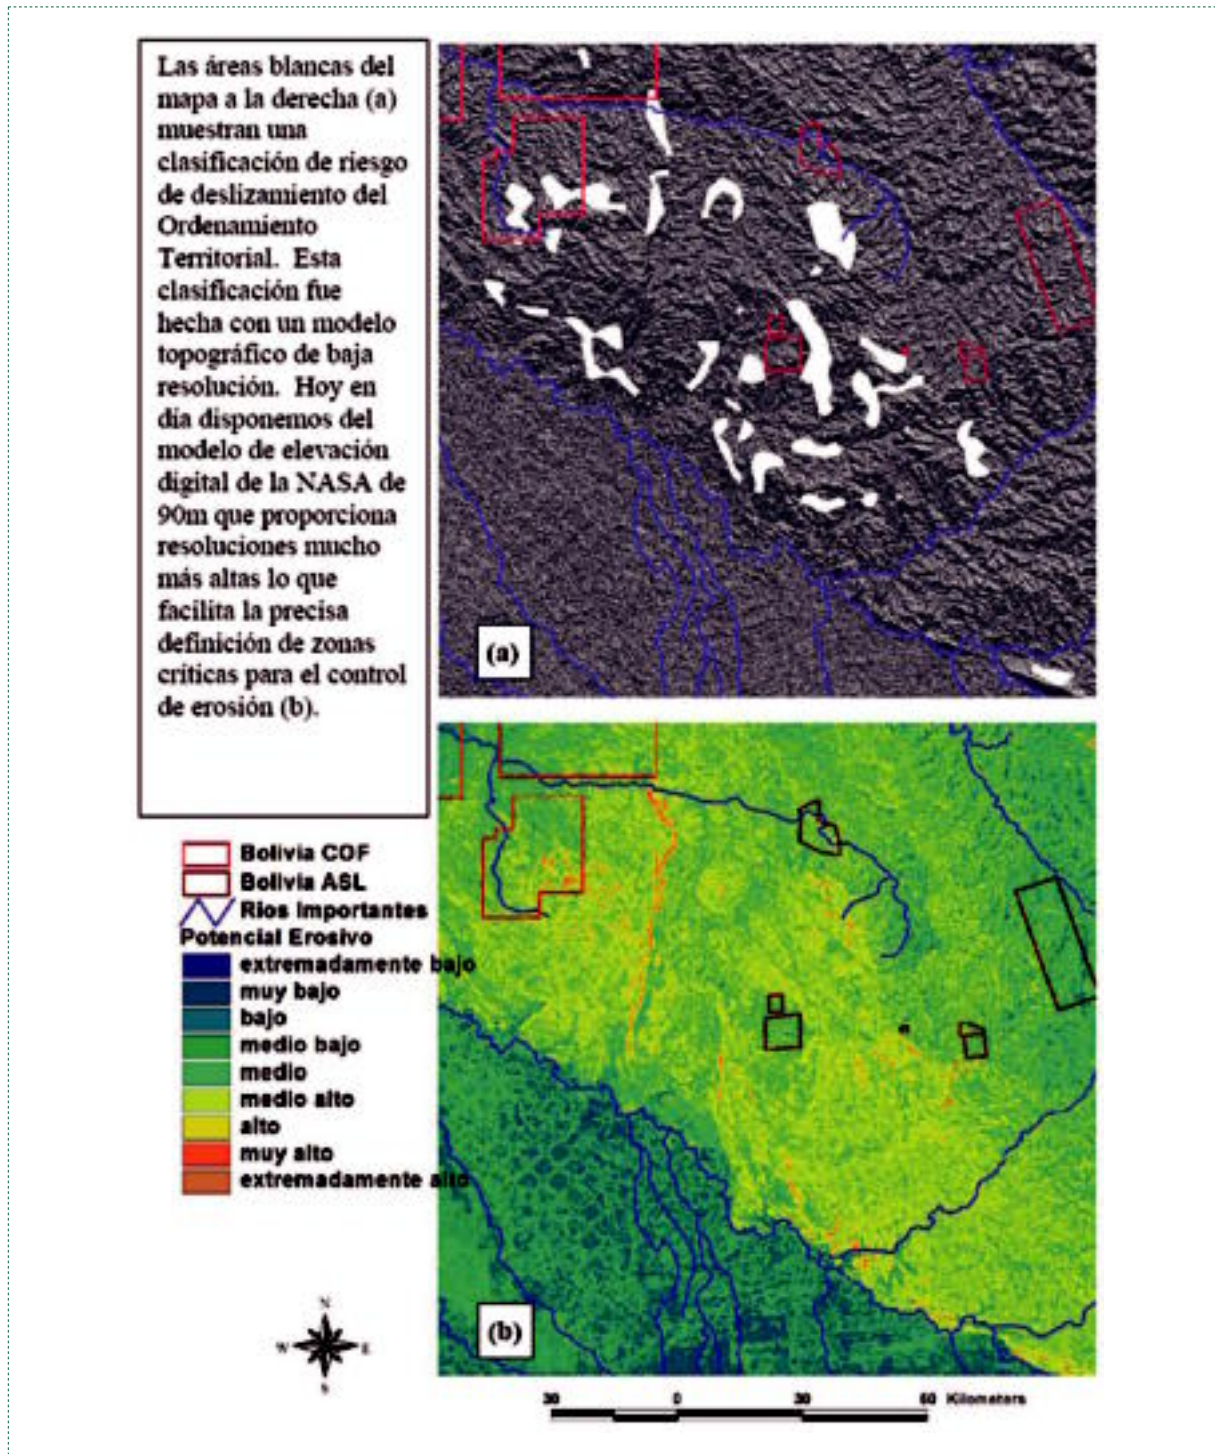 Las áreas blancas del
mapa a la derecha (a)
muestran una
clasificación de riesgo
de deslizamiento del
Ordenamiento
Territorial. Esta
clasificación fue
hecha con un modelo
topográfico de baja
resolución. Hoy en
día disponemos del
modelo de elevación
digital de la NASA de
90m que proporciona
resoluciones mucho
más altas lo que
facilita la precisa
definición de zonas
críticas para el control
de erosión (b).
(a)
Bolivia COF
Bolivia ASL
Rios Importantes
Potencial Erosivo
extremadamente bajo
muy bajo
bajo
medio bajo
medio
medio alto
alto
muy alto
extremadamente alto
(b)
N
W E
S
30 0 30 60 Kilometers